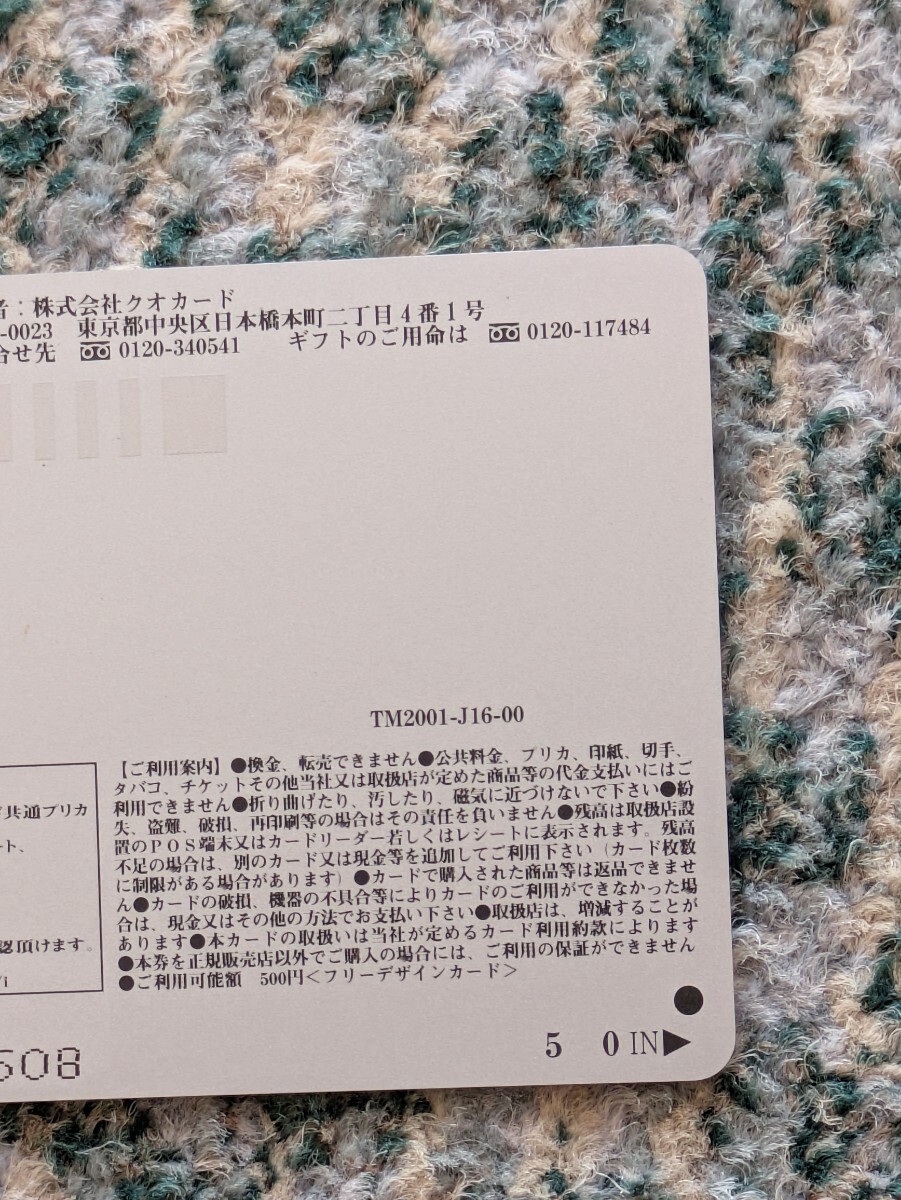 者：株式会社クオカード
-0023 東京都中央区日本橋本町二丁目4番1号
合せ先 0120-340541 ギフトのご用命は 0120-117484
TM2001-J16-00
【ご利用案内】●換金、転売できません●公共料金、プリカ、印紙、切手、
タバコ、チケットその他当社又は取扱店が定めた商品等の代金支払いにはご
利用できません●折り曲げたり、汚したり、磁気に近づけないで下さい●紛
失、盗難、破損、再印刷等の場合はその責任を負いません●残高は取扱店設
置のＰＯＳ端末又はカードリーダー若しくはレシートに表示されます。残高
不足の場合は、別のカード又は現金等を追加してご利用下さい（カード枚数
に制限がある場合があります）●カードで購入された商品等は返品できませ
ん●カードの破損、機器の不具合等によりカードのご利用ができなかった場
合は、現金又はその他の方法でお支払い下さい●取扱店は、増減することが
あります●本カードの取扱いは当社が定めるカード利用約款によります
●本券を正規販売店以外でご購入の場合には、ご利用の保証ができません
●ご利用可能額 500円＜フリーデザインカード＞
共通プリカ
ート、
認頂けます。
608
5 0 IN▶